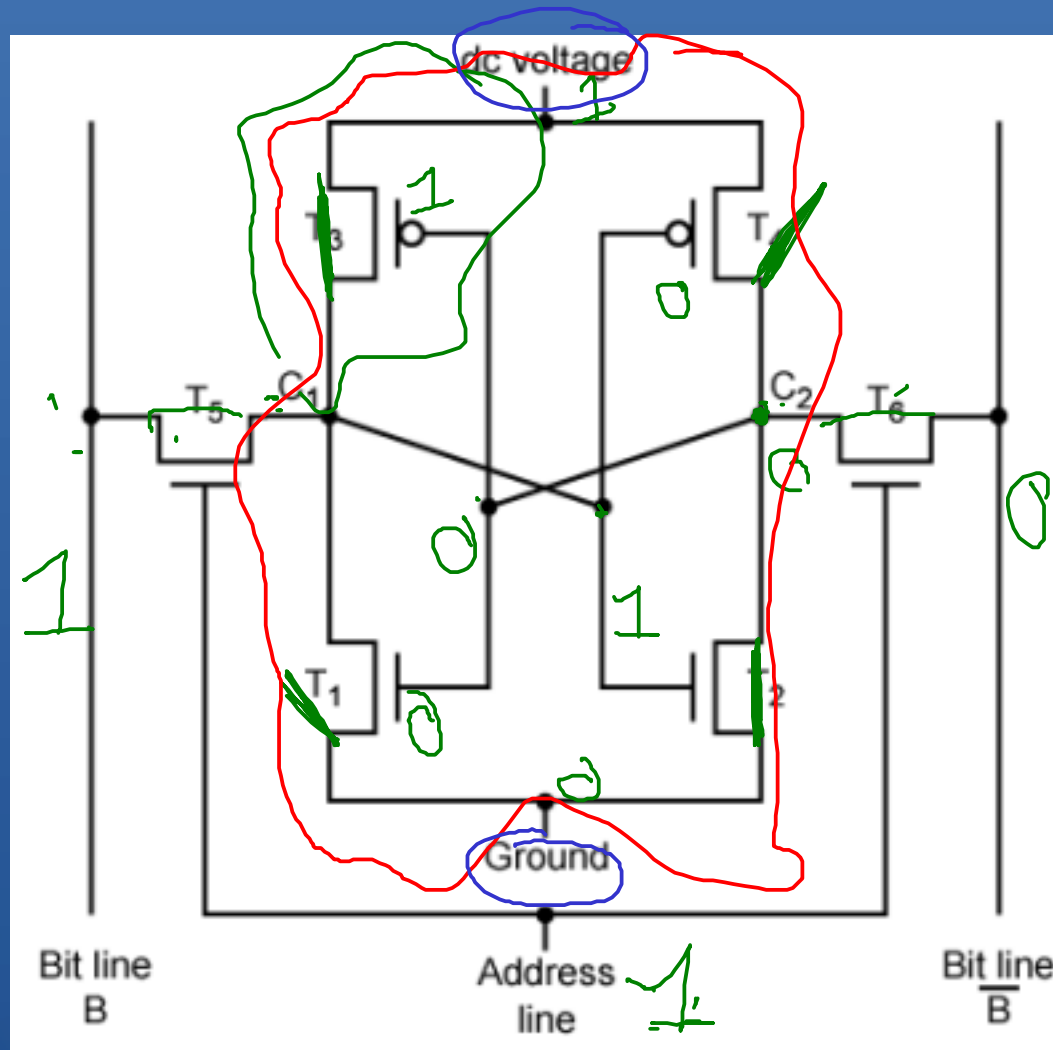 dc voltage
1
1
T3
T4
0
T5
C1
C2
T6
0
0
0
1
1
T1
0
T2
0
Ground
Bit line
B
Address
line
1
Bit line
B̅